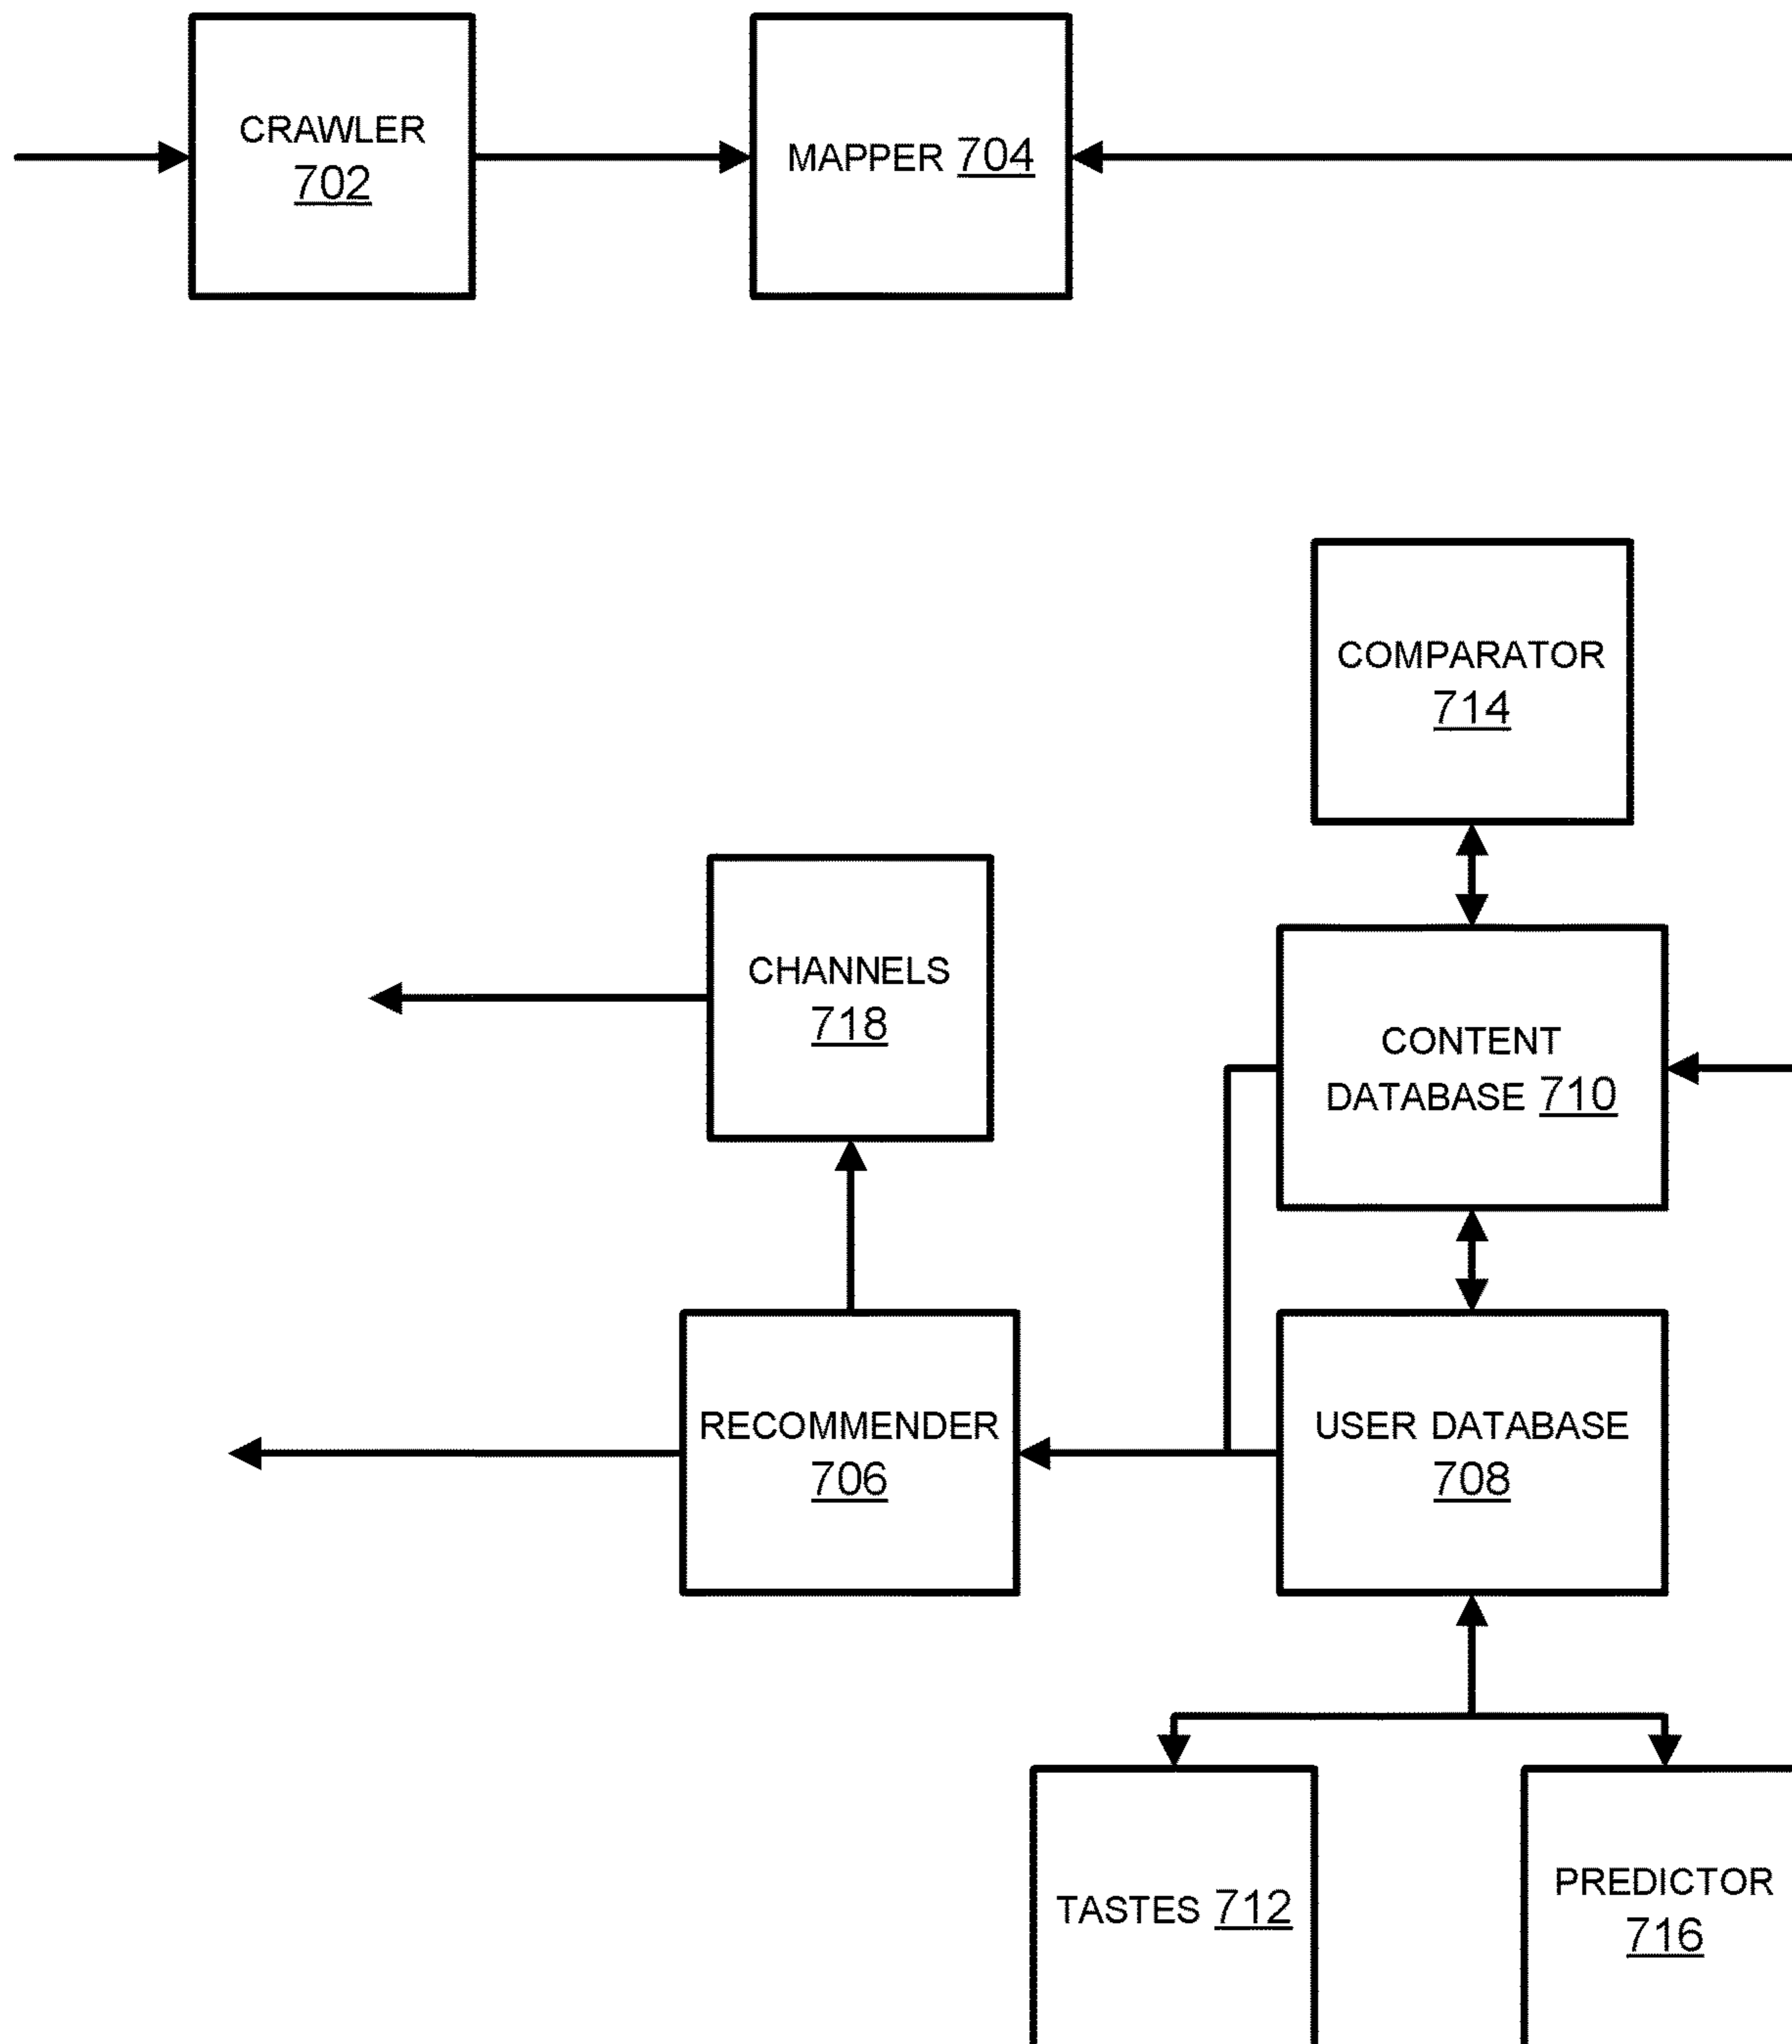 CRAWLER
702
MAPPER 704
COMPARATOR
714
CHANNELS
718
CONTENT
DATABASE 710
RECOMMENDER
706
USER DATABASE
708
TASTES 712
PREDICTOR
716